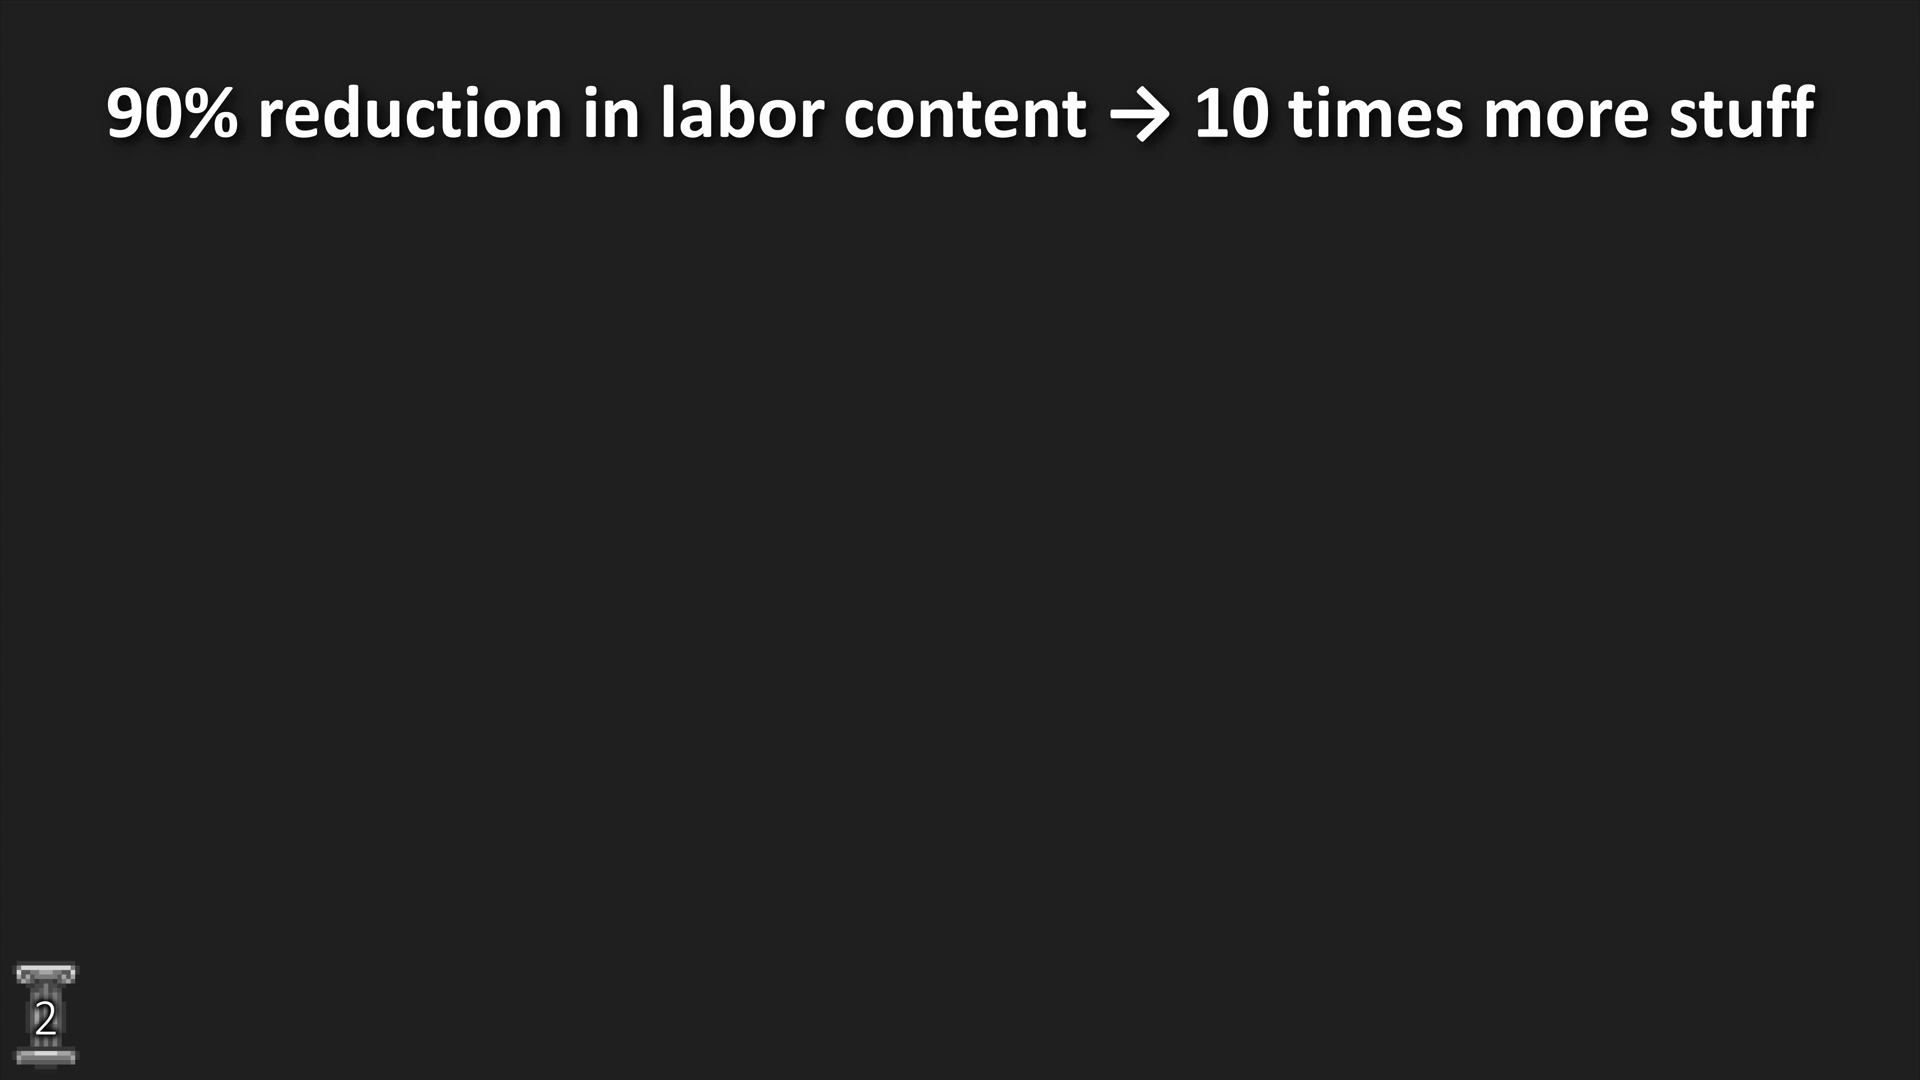 90% reduction in labor content → 10 times more stuff
2